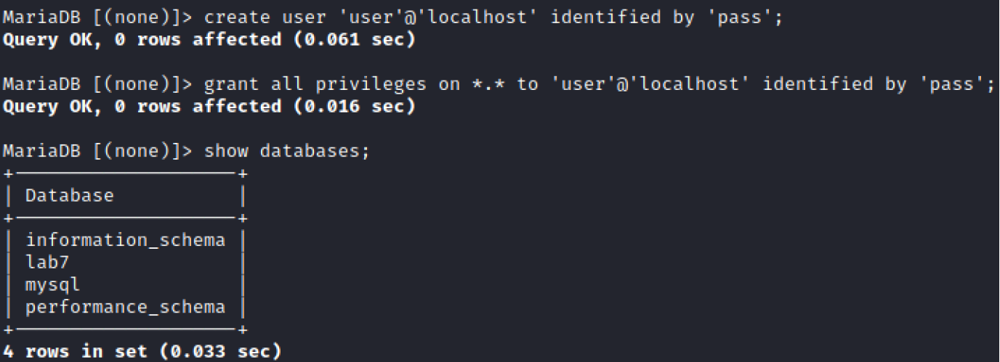 MariaDB [(none)]> create user 'user'@'localhost' identified by 'pass';
Query OK, 0 rows affected (0.061 sec)
MariaDB [(none)]> grant all privileges on *.* to 'user'@'localhost' identified by 'pass';
Query OK, 0 rows affected (0.016 sec)
MariaDB [(none)]> show databases;
+--------------------+
| Database           |
+--------------------+
| information_schema |
| lab7               |
| mysql              |
| performance_schema |
+--------------------+
4 rows in set (0.033 sec)